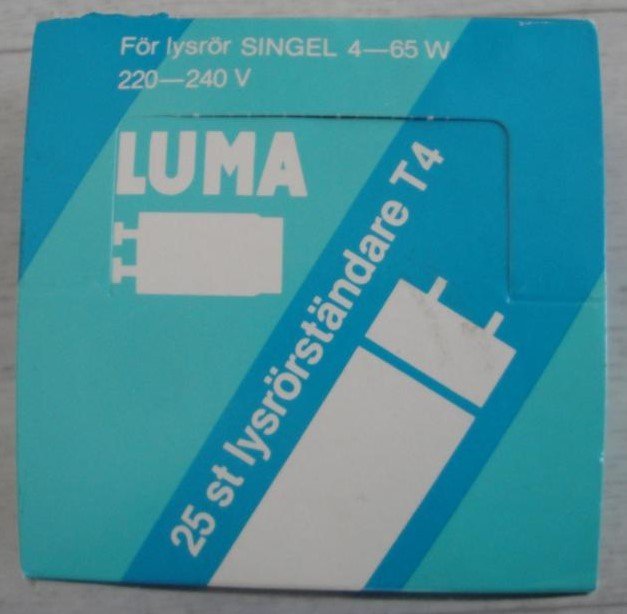 För lysrör SINGEL 4—65 W
220—240 V
LUMA
25 st lysrörständare T4